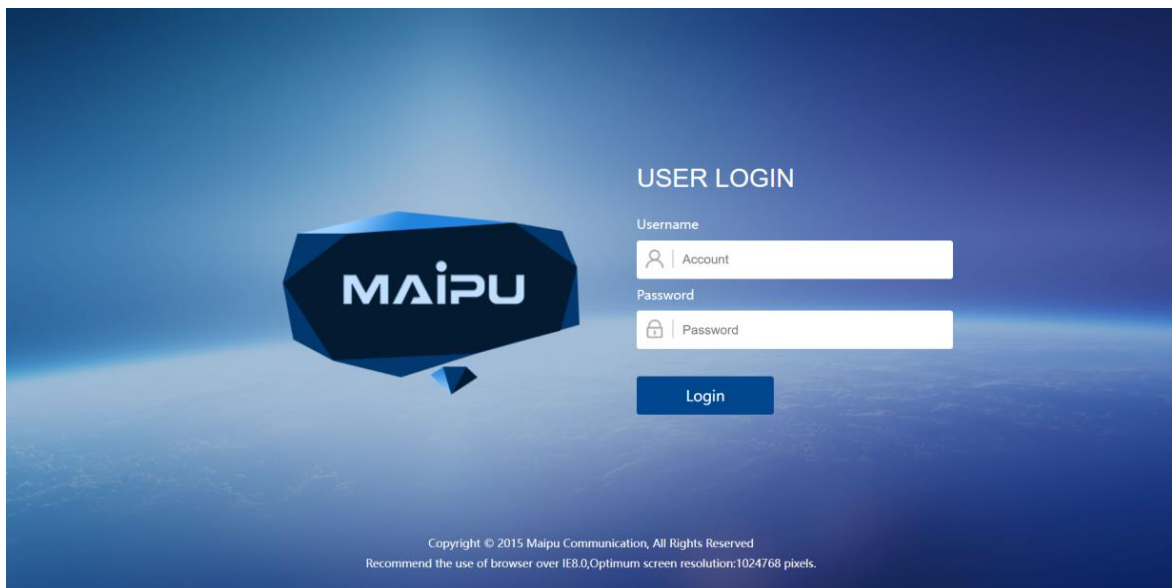 USER LOGIN
Username
Account
MAiPU
Password
Password
Login
Copyright © 2015 Maipu Communication, All Rights Reserved
Recommend the use of browser over IE8.0,Optimum screen resolution:1024768 pixels.